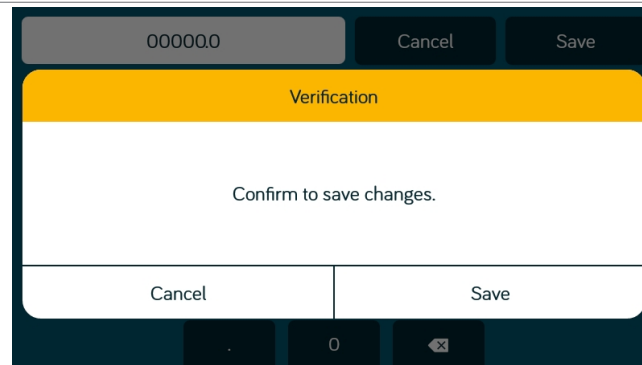 00000.0 Cancel Save
Verification
Confirm to save changes.
Cancel Save
. 0